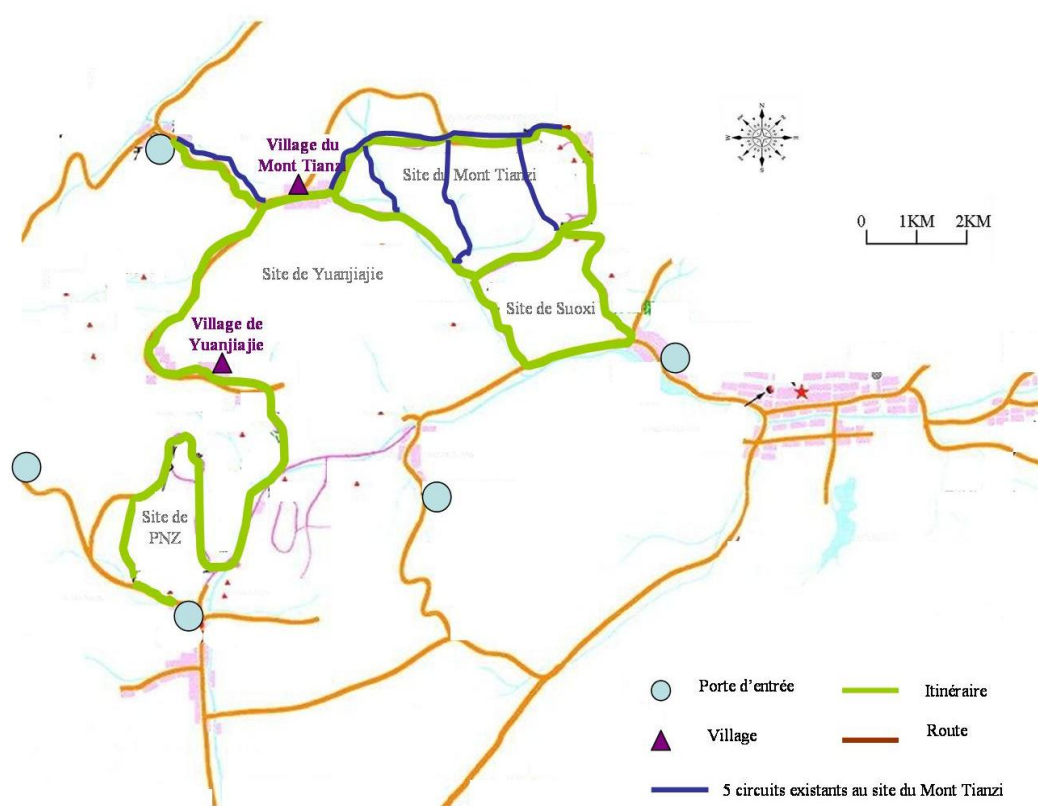 Village du
Mont Tianzi
Site du Mont Tianzi
N
W
E
S
0 1KM 2KM
Site de Yuanjiajie
Site de Suoxi
Village de
Yuanjiajie
Site de
PNZ
Porte d'entrée
Itinéraire
Village
Route
5 circuits existants au site du Mont Tianzi